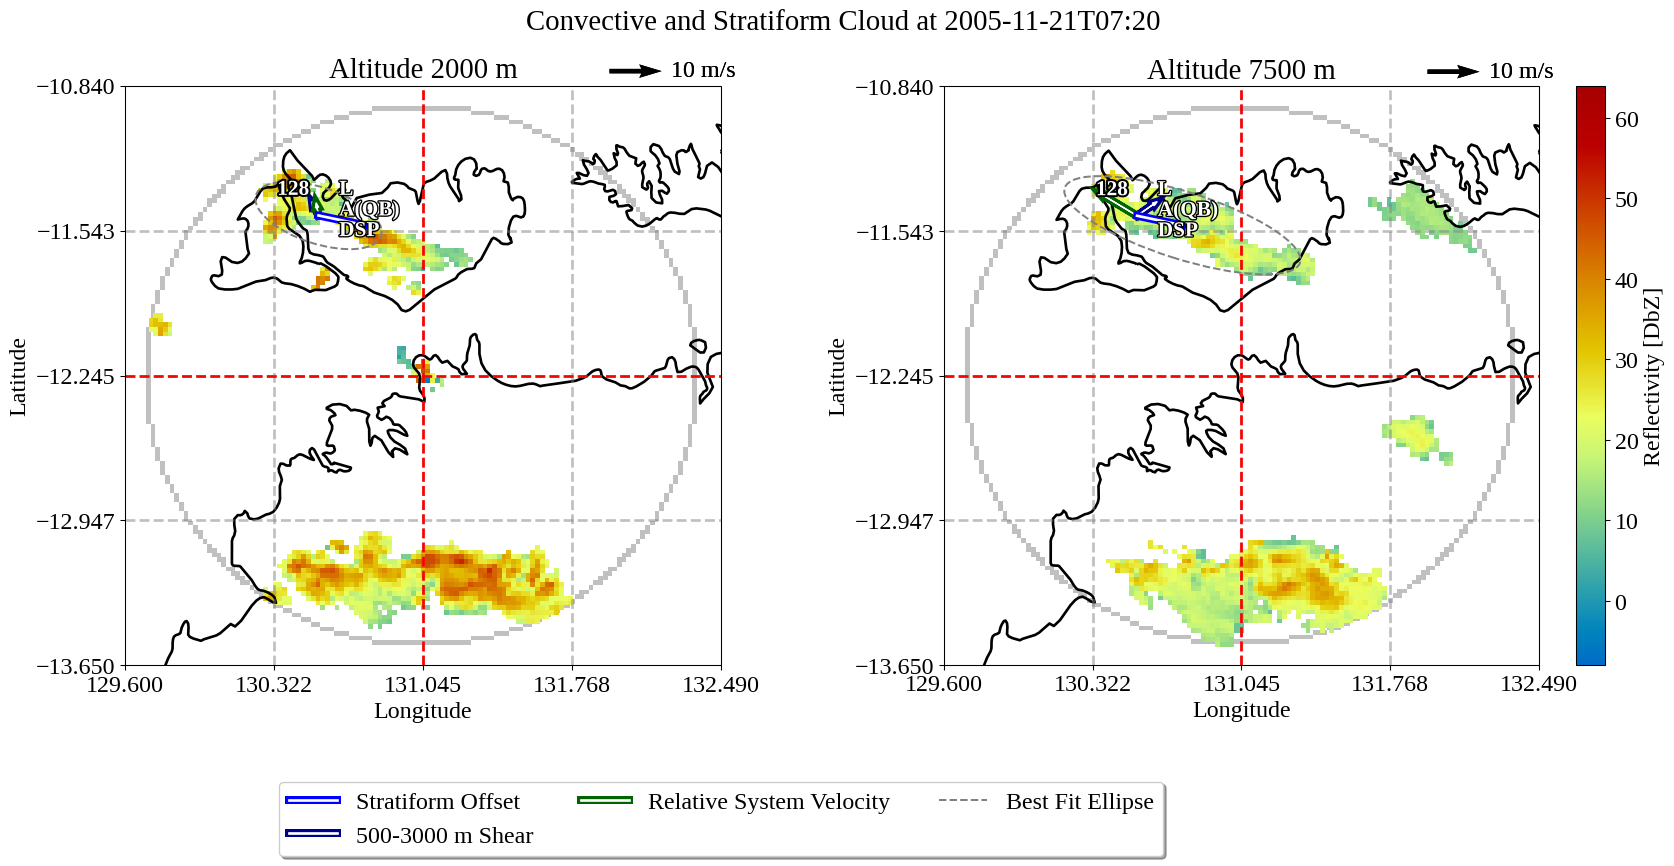 Convective and Stratiform Cloud at 2005-11-21T07:20
Altitude 2000 m
10 m/s
−10.840
−11.543
−12.245
−12.947
−13.650
Latitude
129.600
130.322
131.045
131.768
132.490
Longitude
128
L
A(QB)
DSP
Altitude 7500 m
10 m/s
−10.840
−11.543
−12.245
−12.947
−13.650
Latitude
129.600
130.322
131.045
131.768
132.490
Longitude
128
L
A(QB)
DSP
60
50
40
30
20
10
0
Reflectivity [DbZ]
Stratiform Offset
500-3000 m Shear
Relative System Velocity
Best Fit Ellipse